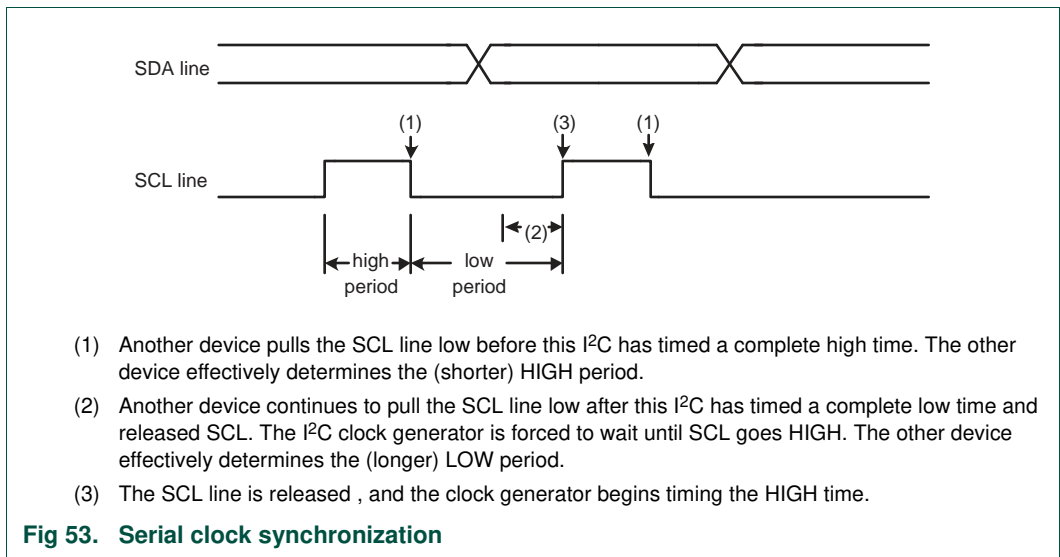 SDA line
(1) (3) (1)
SCL line
(2)
high low
period period
(1) Another device pulls the SCL line low before this I2C has timed a complete high time. The other
device effectively determines the (shorter) HIGH period.
(2) Another device continues to pull the SCL line low after this I2C has timed a complete low time and
released SCL. The I2C clock generator is forced to wait until SCL goes HIGH. The other device
effectively determines the (longer) LOW period.
(3) The SCL line is released , and the clock generator begins timing the HIGH time.
Fig 53. Serial clock synchronization